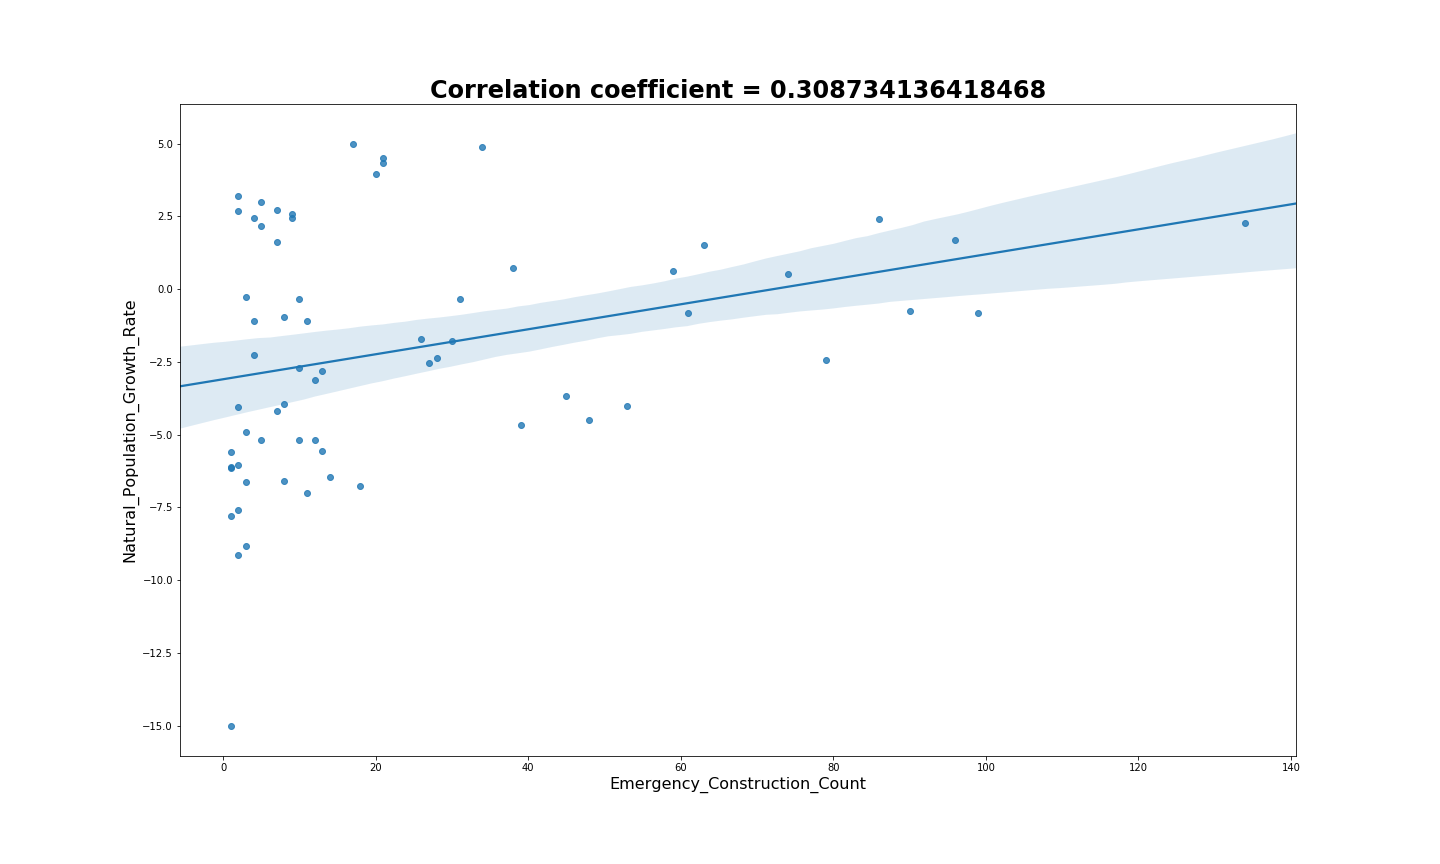 Correlation coefficient = 0.308734136418468
5.0
2.5
0.0
−2.5
−5.0
−7.5
−10.0
−12.5
−15.0
Natural_Population_Growth_Rate
0 20 40 60 80 100 120 140
Emergency_Construction_Count